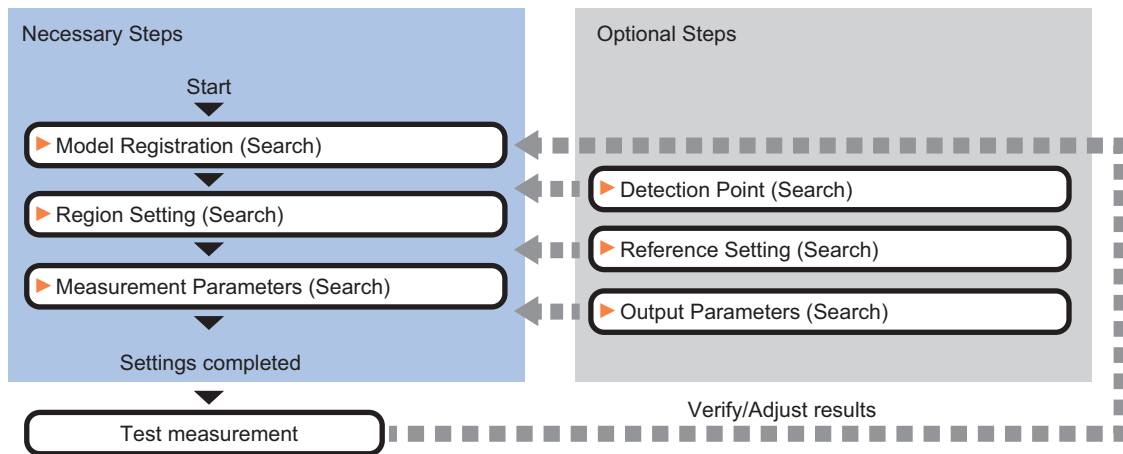 Necessary Steps
Start
Model Registration (Search)
Region Setting (Search)
Measurement Parameters (Search)
Settings completed
Test measurement
Optional Steps
Detection Point (Search)
Reference Setting (Search)
Output Parameters (Search)
Verify/Adjust results